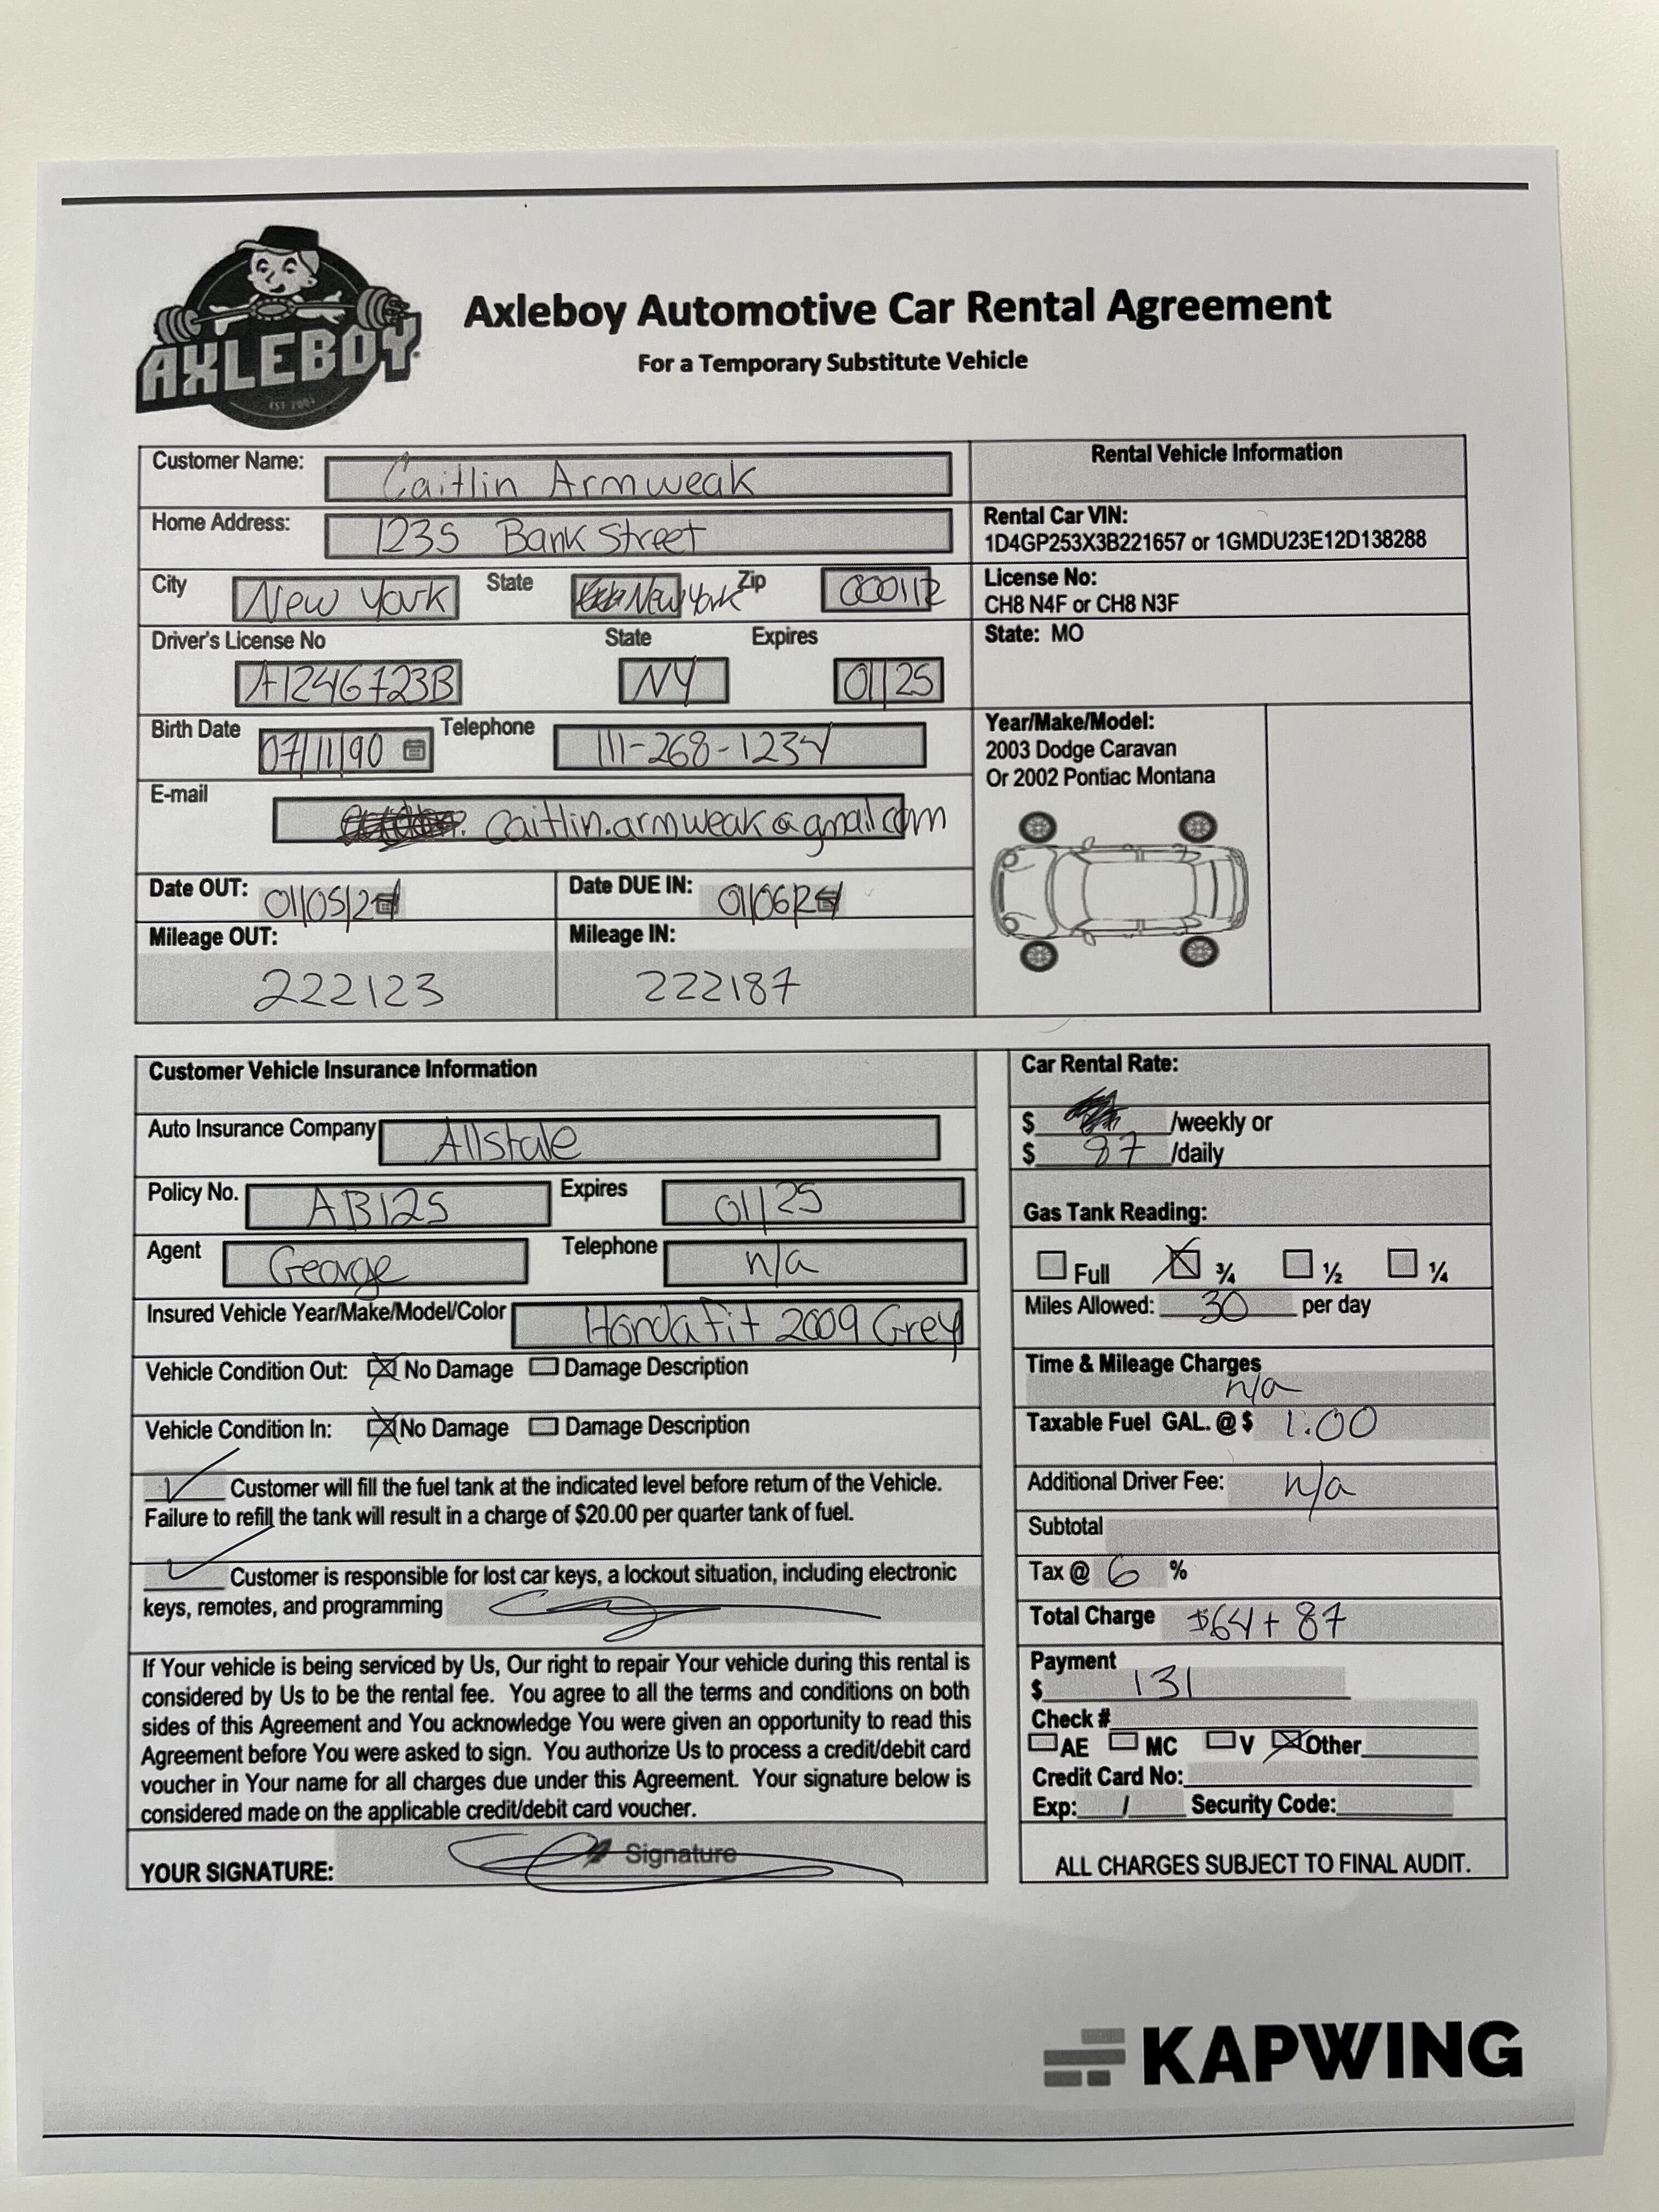 AXLEBOY
Axleboy Automotive Car Rental Agreement
For a Temporary Substitute Vehicle
Customer Name: Caitlin Armweak
Home Address: 1235 Bank Street
City New York State New York Zip
Driver's License No State Expires
A1246723B NY 01/25
Birth Date 07/11/90 Telephone 111-268-1234
E-mail caitlin.armweak@gmail.com
Date OUT: 01/05/24 Date DUE IN: 01/06/24
Mileage OUT: Mileage IN:
222123 222187
Rental Vehicle Information
Rental Car VIN:
1D4GP253X3B221657 or 1GMDU23E12D138288
License No:
CH8 N4F or CH8 N3F
State: MO
Year/Make/Model:
2003 Dodge Caravan
Or 2002 Pontiac Montana
Customer Vehicle Insurance Information
Auto Insurance Company Allstate
Policy No. AB125 Expires 01/25
Agent George Telephone n/a
Insured Vehicle Year/Make/Model/Color Honda Fit 2009 Grey
Vehicle Condition Out: No Damage Damage Description
Vehicle Condition In: No Damage Damage Description
Customer will fill the fuel tank at the indicated level before return of the Vehicle.
Failure to refill the tank will result in a charge of $20.00 per quarter tank of fuel.
Customer is responsible for lost car keys, a lockout situation, including electronic
keys, remotes, and programming
If Your vehicle is being serviced by Us, Our right to repair Your vehicle during this rental is
considered by Us to be the rental fee. You agree to all the terms and conditions on both
sides of this Agreement and You acknowledge You were given an opportunity to read this
Agreement before You were asked to sign. You authorize Us to process a credit/debit card
voucher in Your name for all charges due under this Agreement. Your signature below is
considered made on the applicable credit/debit card voucher.
YOUR SIGNATURE: Signature
Car Rental Rate:
$ /weekly or
$ 87 /daily
Gas Tank Reading:
Full ¾ ½ ¼
Miles Allowed: 30 per day
Time & Mileage Charges
n/a
Taxable Fuel GAL. @ $ 1.00
Additional Driver Fee: n/a
Subtotal
Tax @ 6 %
Total Charge $64 + 87
Payment
$ 131
Check #
AE MC V Other
Credit Card No:
Exp: / Security Code:
ALL CHARGES SUBJECT TO FINAL AUDIT.
KAPWING